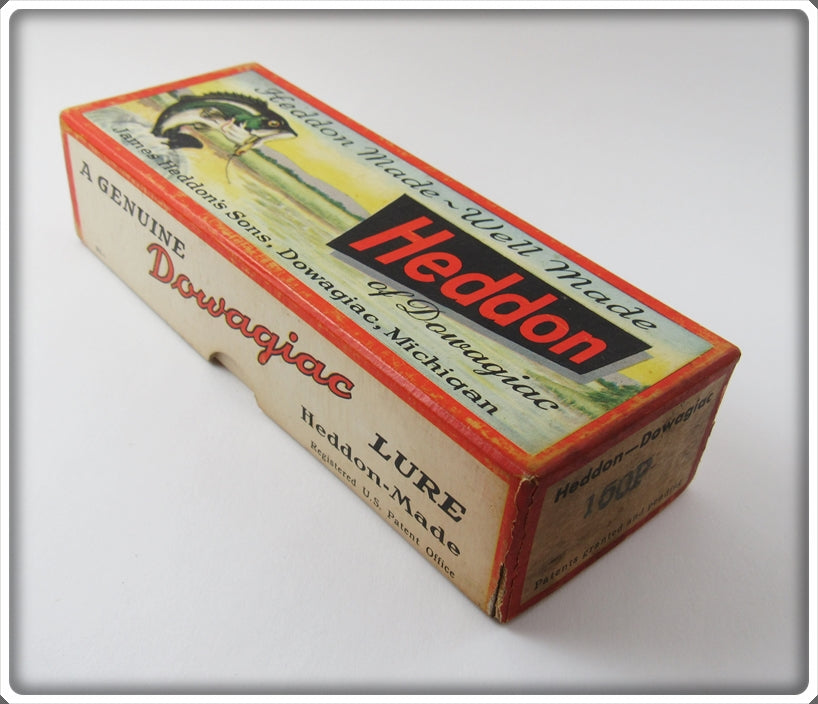 Heddon Made ~ Well Made
Heddon
of Dowagiac
James Heddon's Sons, Dowagiac, Michigan
A GENUINE
Dowagiac
LURE
Heddon-Made
Registered U.S. Patent Office
Heddon—Dowagiac
100P
Patents granted and pending